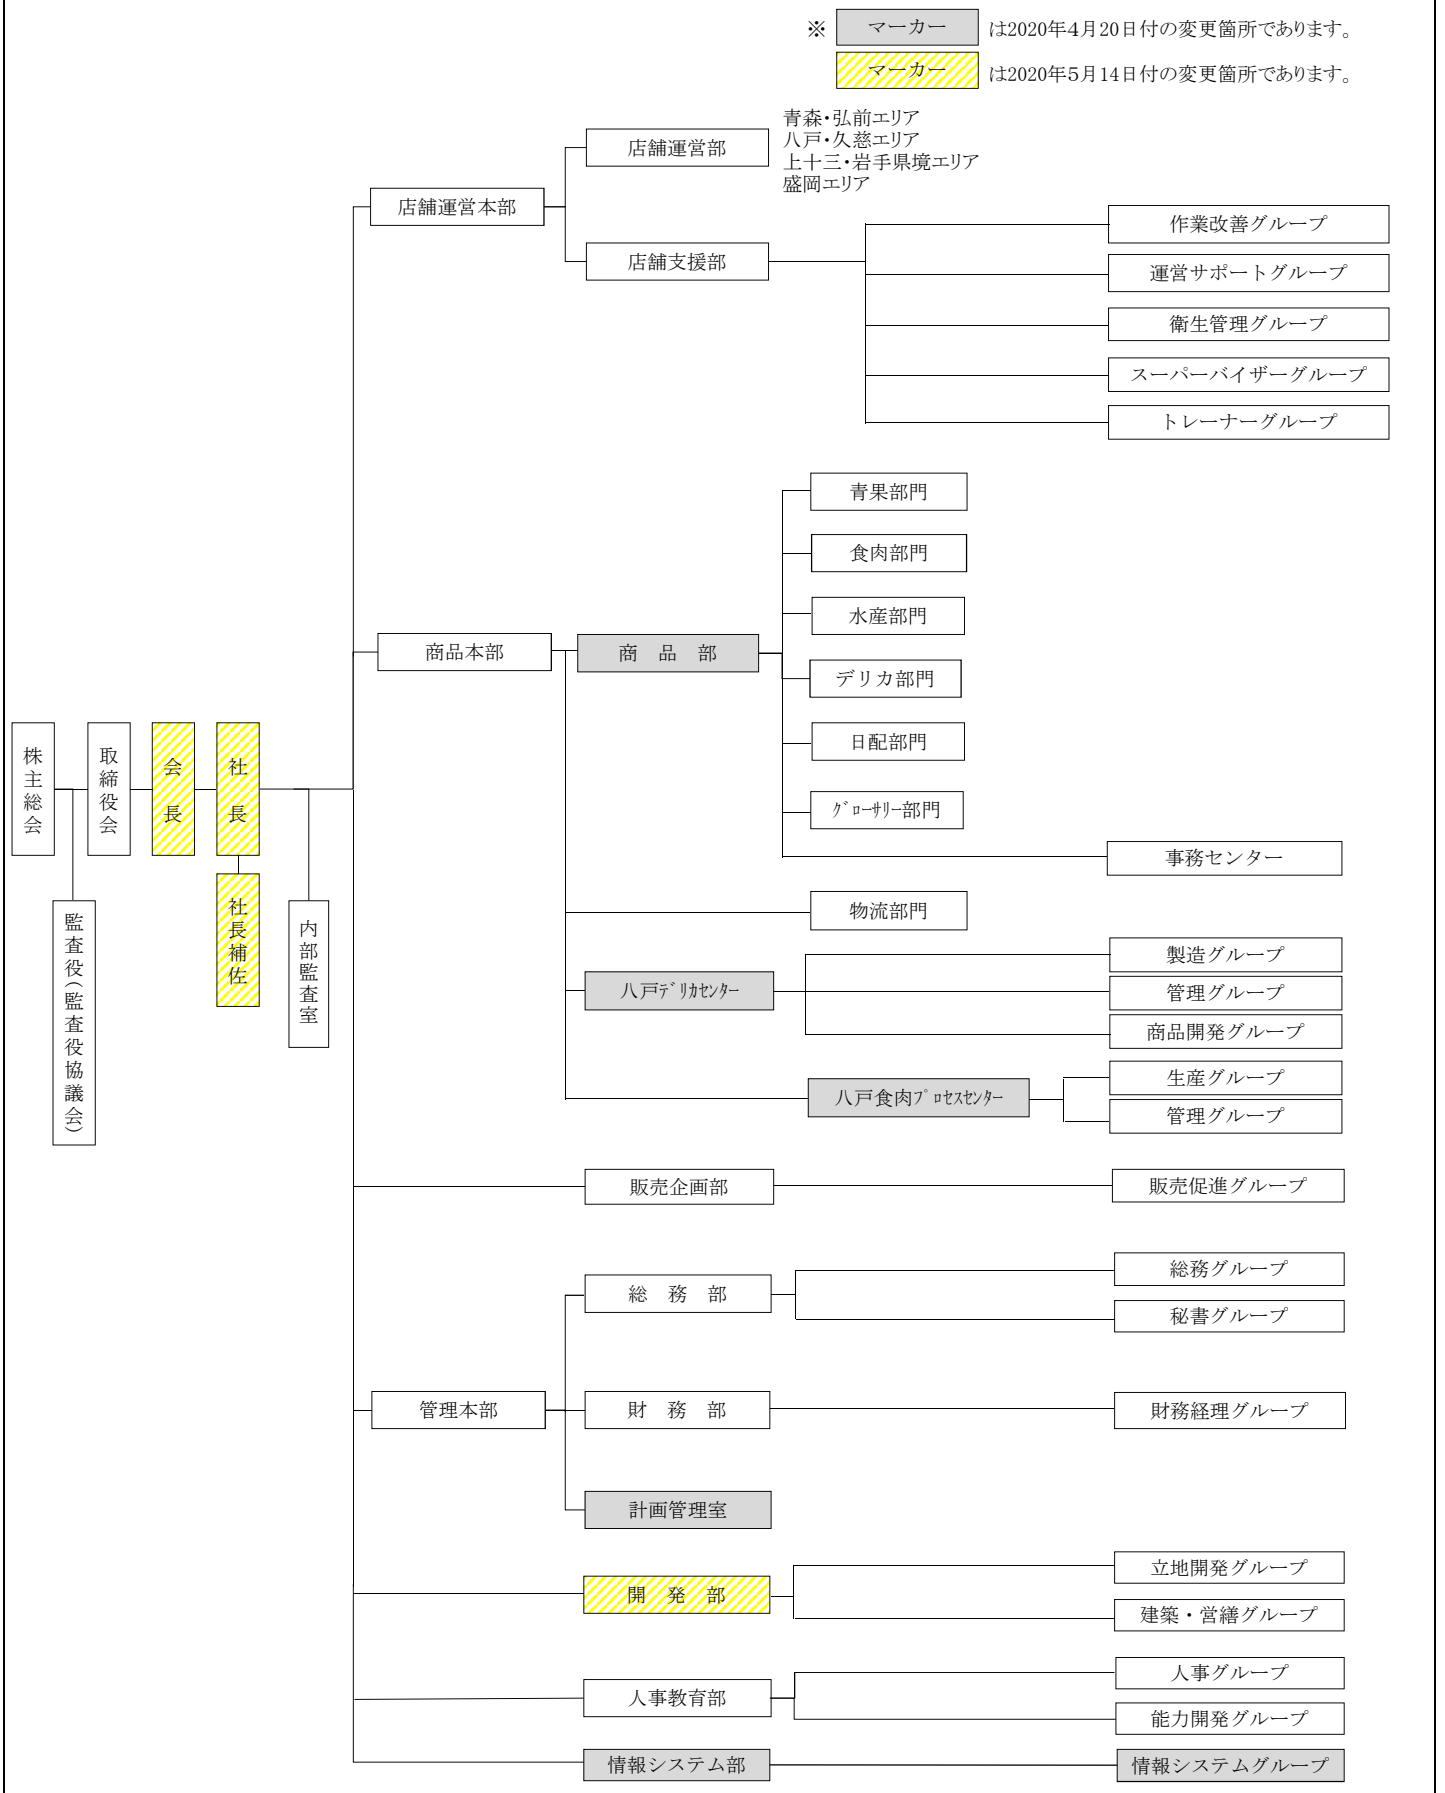 ※ マーカー は2020年4月20日付の変更箇所であります。
マーカー は2020年5月14日付の変更箇所であります。
店舗運営部
青森・弘前エリア
八戸・久慈エリア
上十三・岩手県境エリア
盛岡エリア
店舗運営本部
店舗支援部
作業改善グループ
運営サポートグループ
衛生管理グループ
スーパーバイザーグループ
トレーナーグループ
商品本部
商 品 部
青果部門
食肉部門
水産部門
デリカ部門
日配部門
グローサリー部門
事務センター
物流部門
八戸デリカセンター
製造グループ
管理グループ
商品開発グループ
八戸食肉プロセスセンター
生産グループ
管理グループ
株主総会
取締役会
会長
社長
監査役(監査役協議会)
社長補佐
内部監査室
販売企画部
販売促進グループ
管理本部
総 務 部
総務グループ
秘書グループ
財 務 部
財務経理グループ
計画管理室
開 発 部
立地開発グループ
建築・営繕グループ
人事教育部
人事グループ
能力開発グループ
情報システム部
情報システムグループ